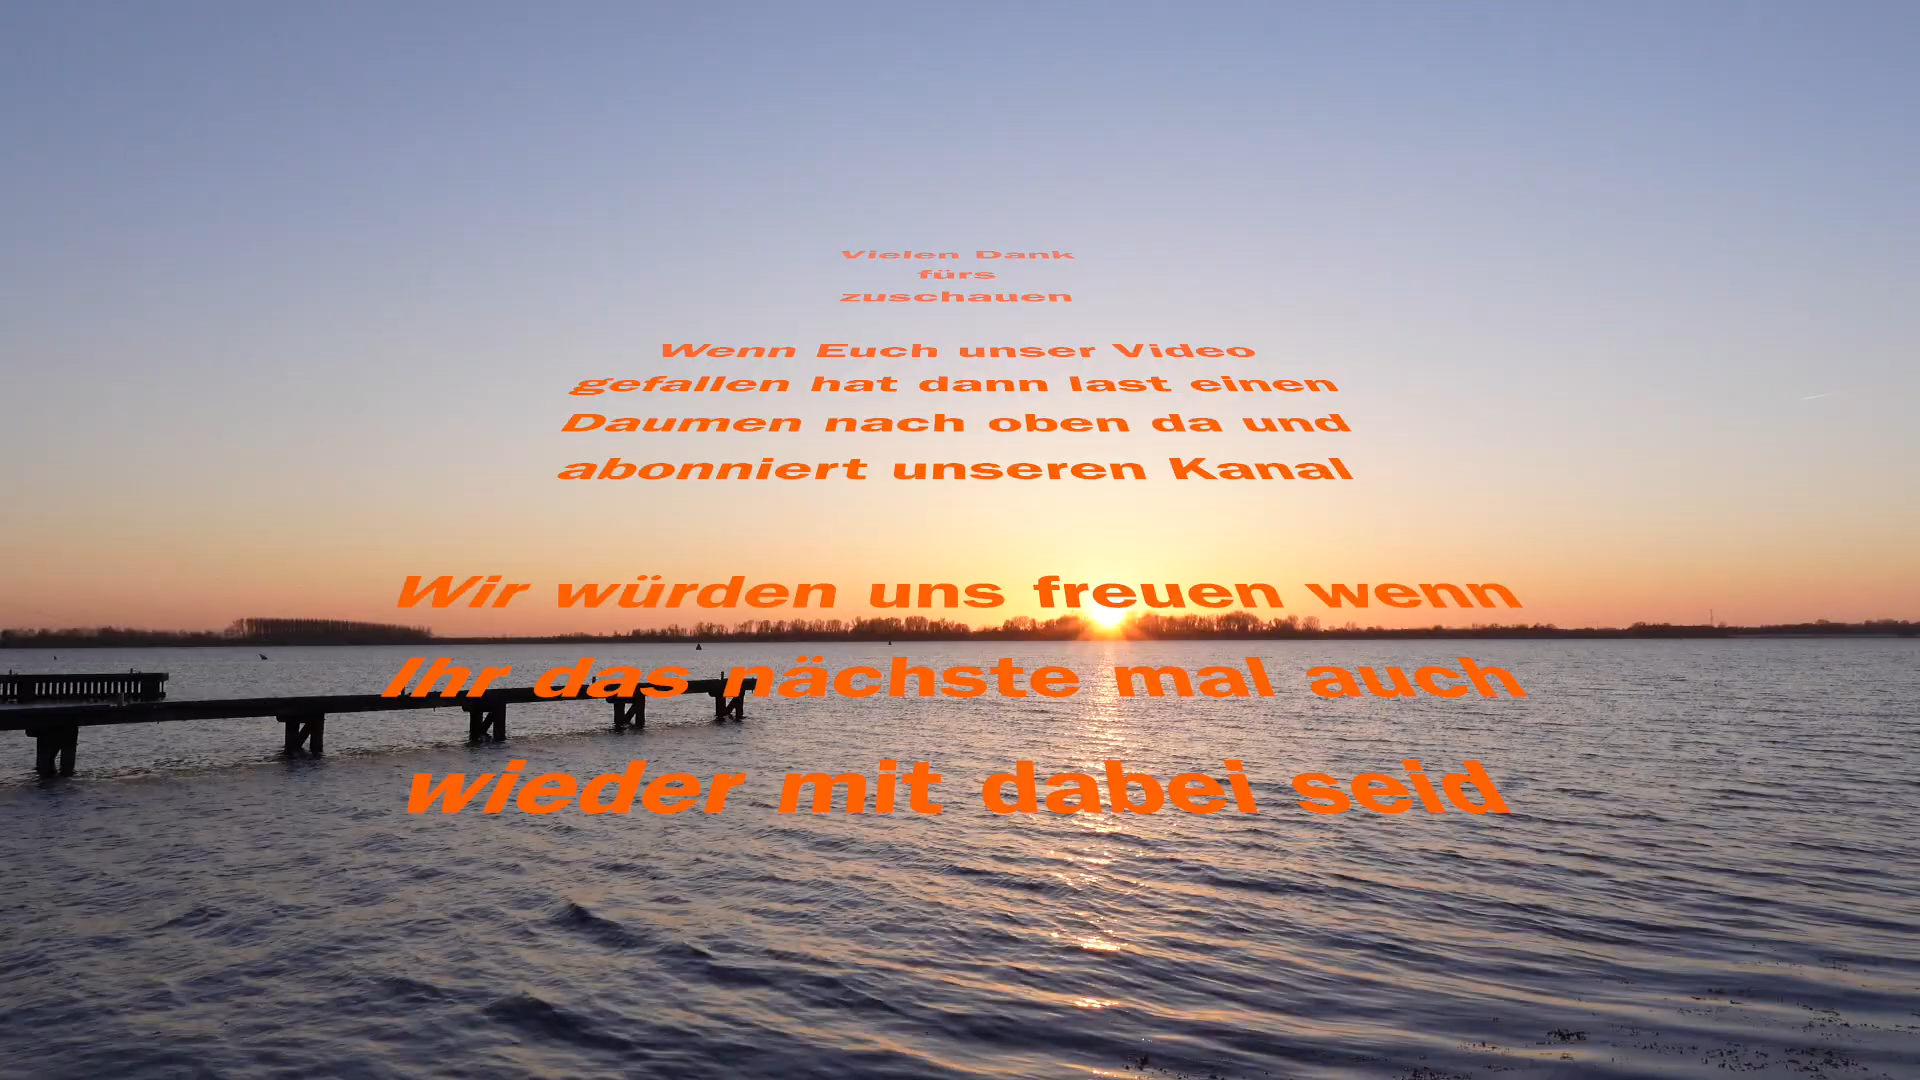 Vielen Dank
fürs
zuschauen
Wenn Euch unser Video
gefallen hat dann last einen
Daumen nach oben da und
abonniert unseren Kanal
Wir würden uns freuen wenn
Ihr das nächste mal auch
wieder mit dabei seid